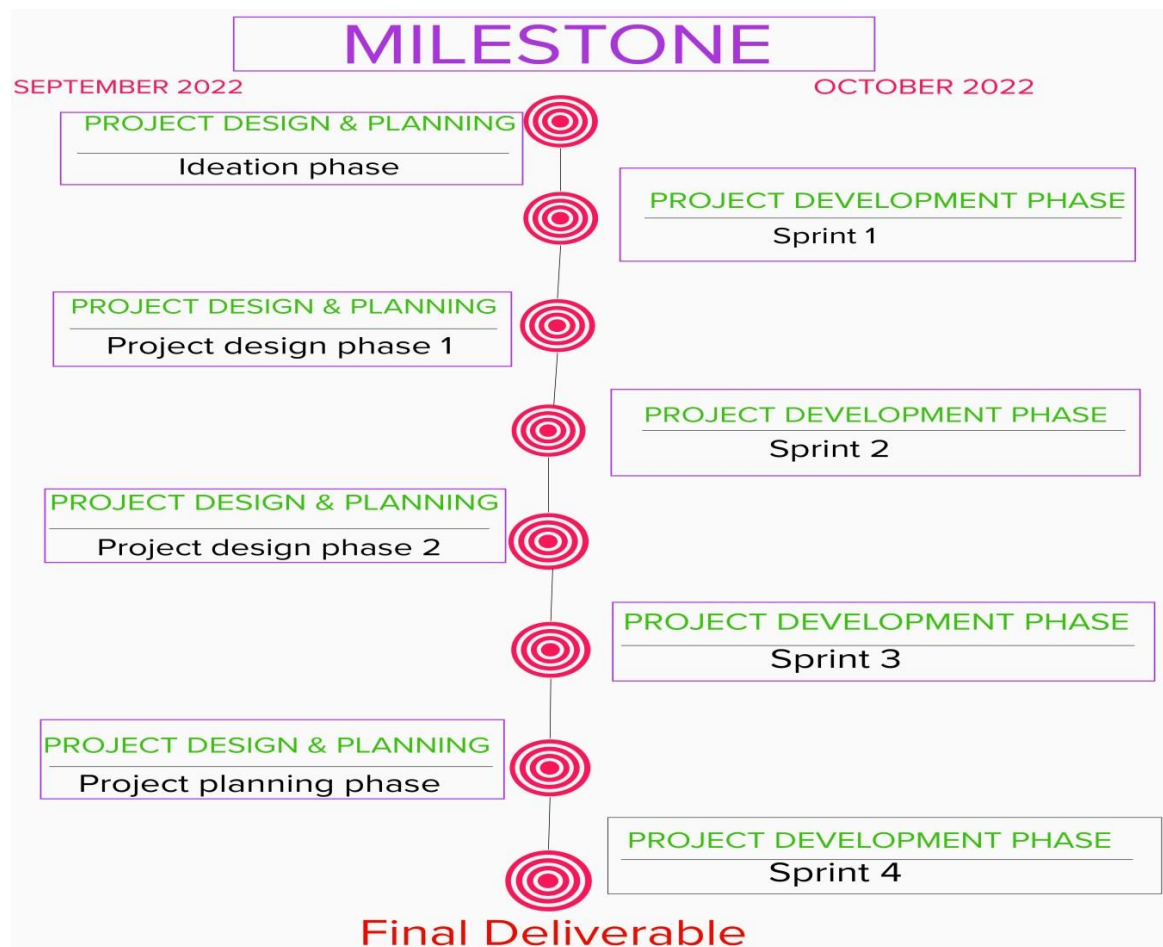 MILESTONE
SEPTEMBER 2022
OCTOBER 2022
PROJECT DESIGN & PLANNING
Ideation phase
PROJECT DEVELOPMENT PHASE
Sprint 1
PROJECT DESIGN & PLANNING
Project design phase 1
PROJECT DEVELOPMENT PHASE
Sprint 2
PROJECT DESIGN & PLANNING
Project design phase 2
PROJECT DEVELOPMENT PHASE
Sprint 3
PROJECT DESIGN & PLANNING
Project planning phase
PROJECT DEVELOPMENT PHASE
Sprint 4
Final Deliverable